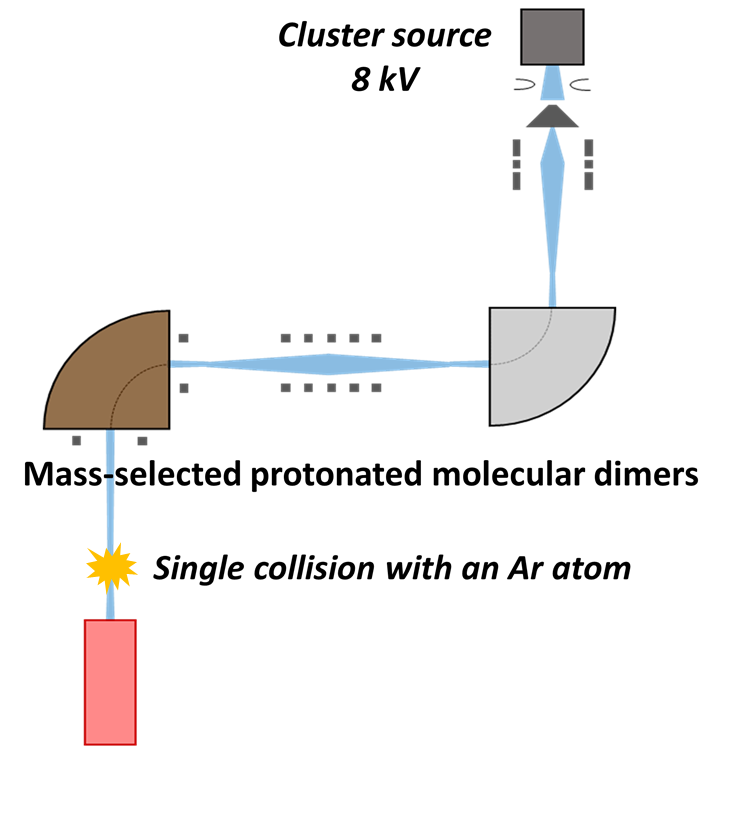 Cluster source
8 kV
Mass-selected protonated molecular dimers
Single collision with an Ar atom